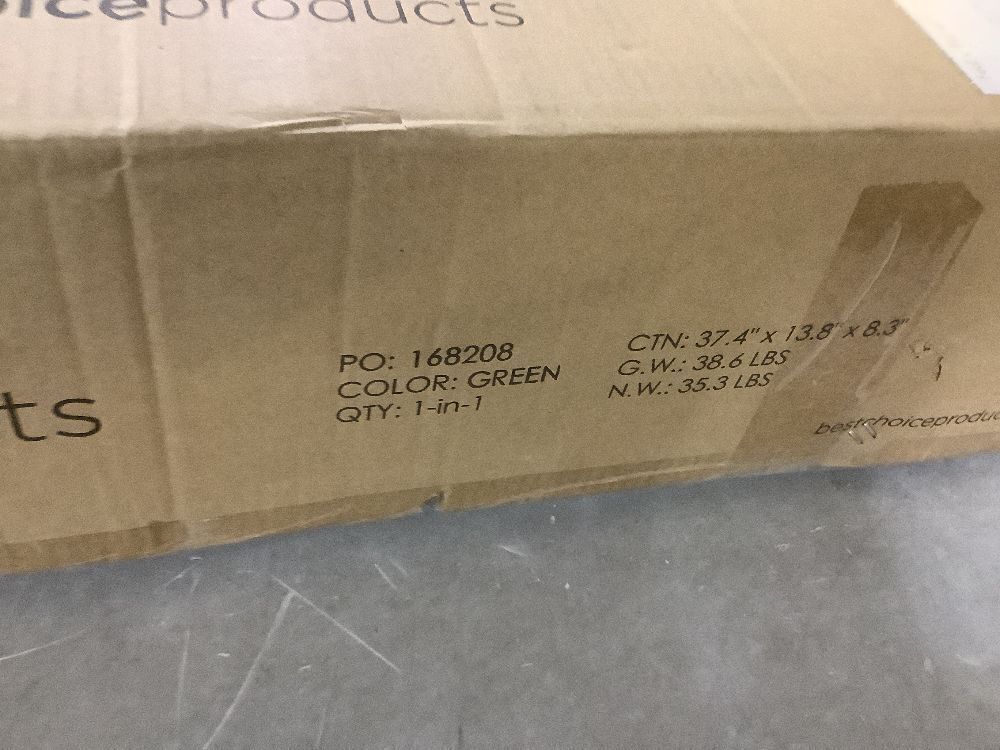 iceproducts
ts
PO: 168208
COLOR: GREEN
QTY: 1-in-1
CTN: 37.4" x 13.8" x 8.3"
G.W.: 38.6 LBS
N.W.: 35.3 LBS
bestchoiceproduc